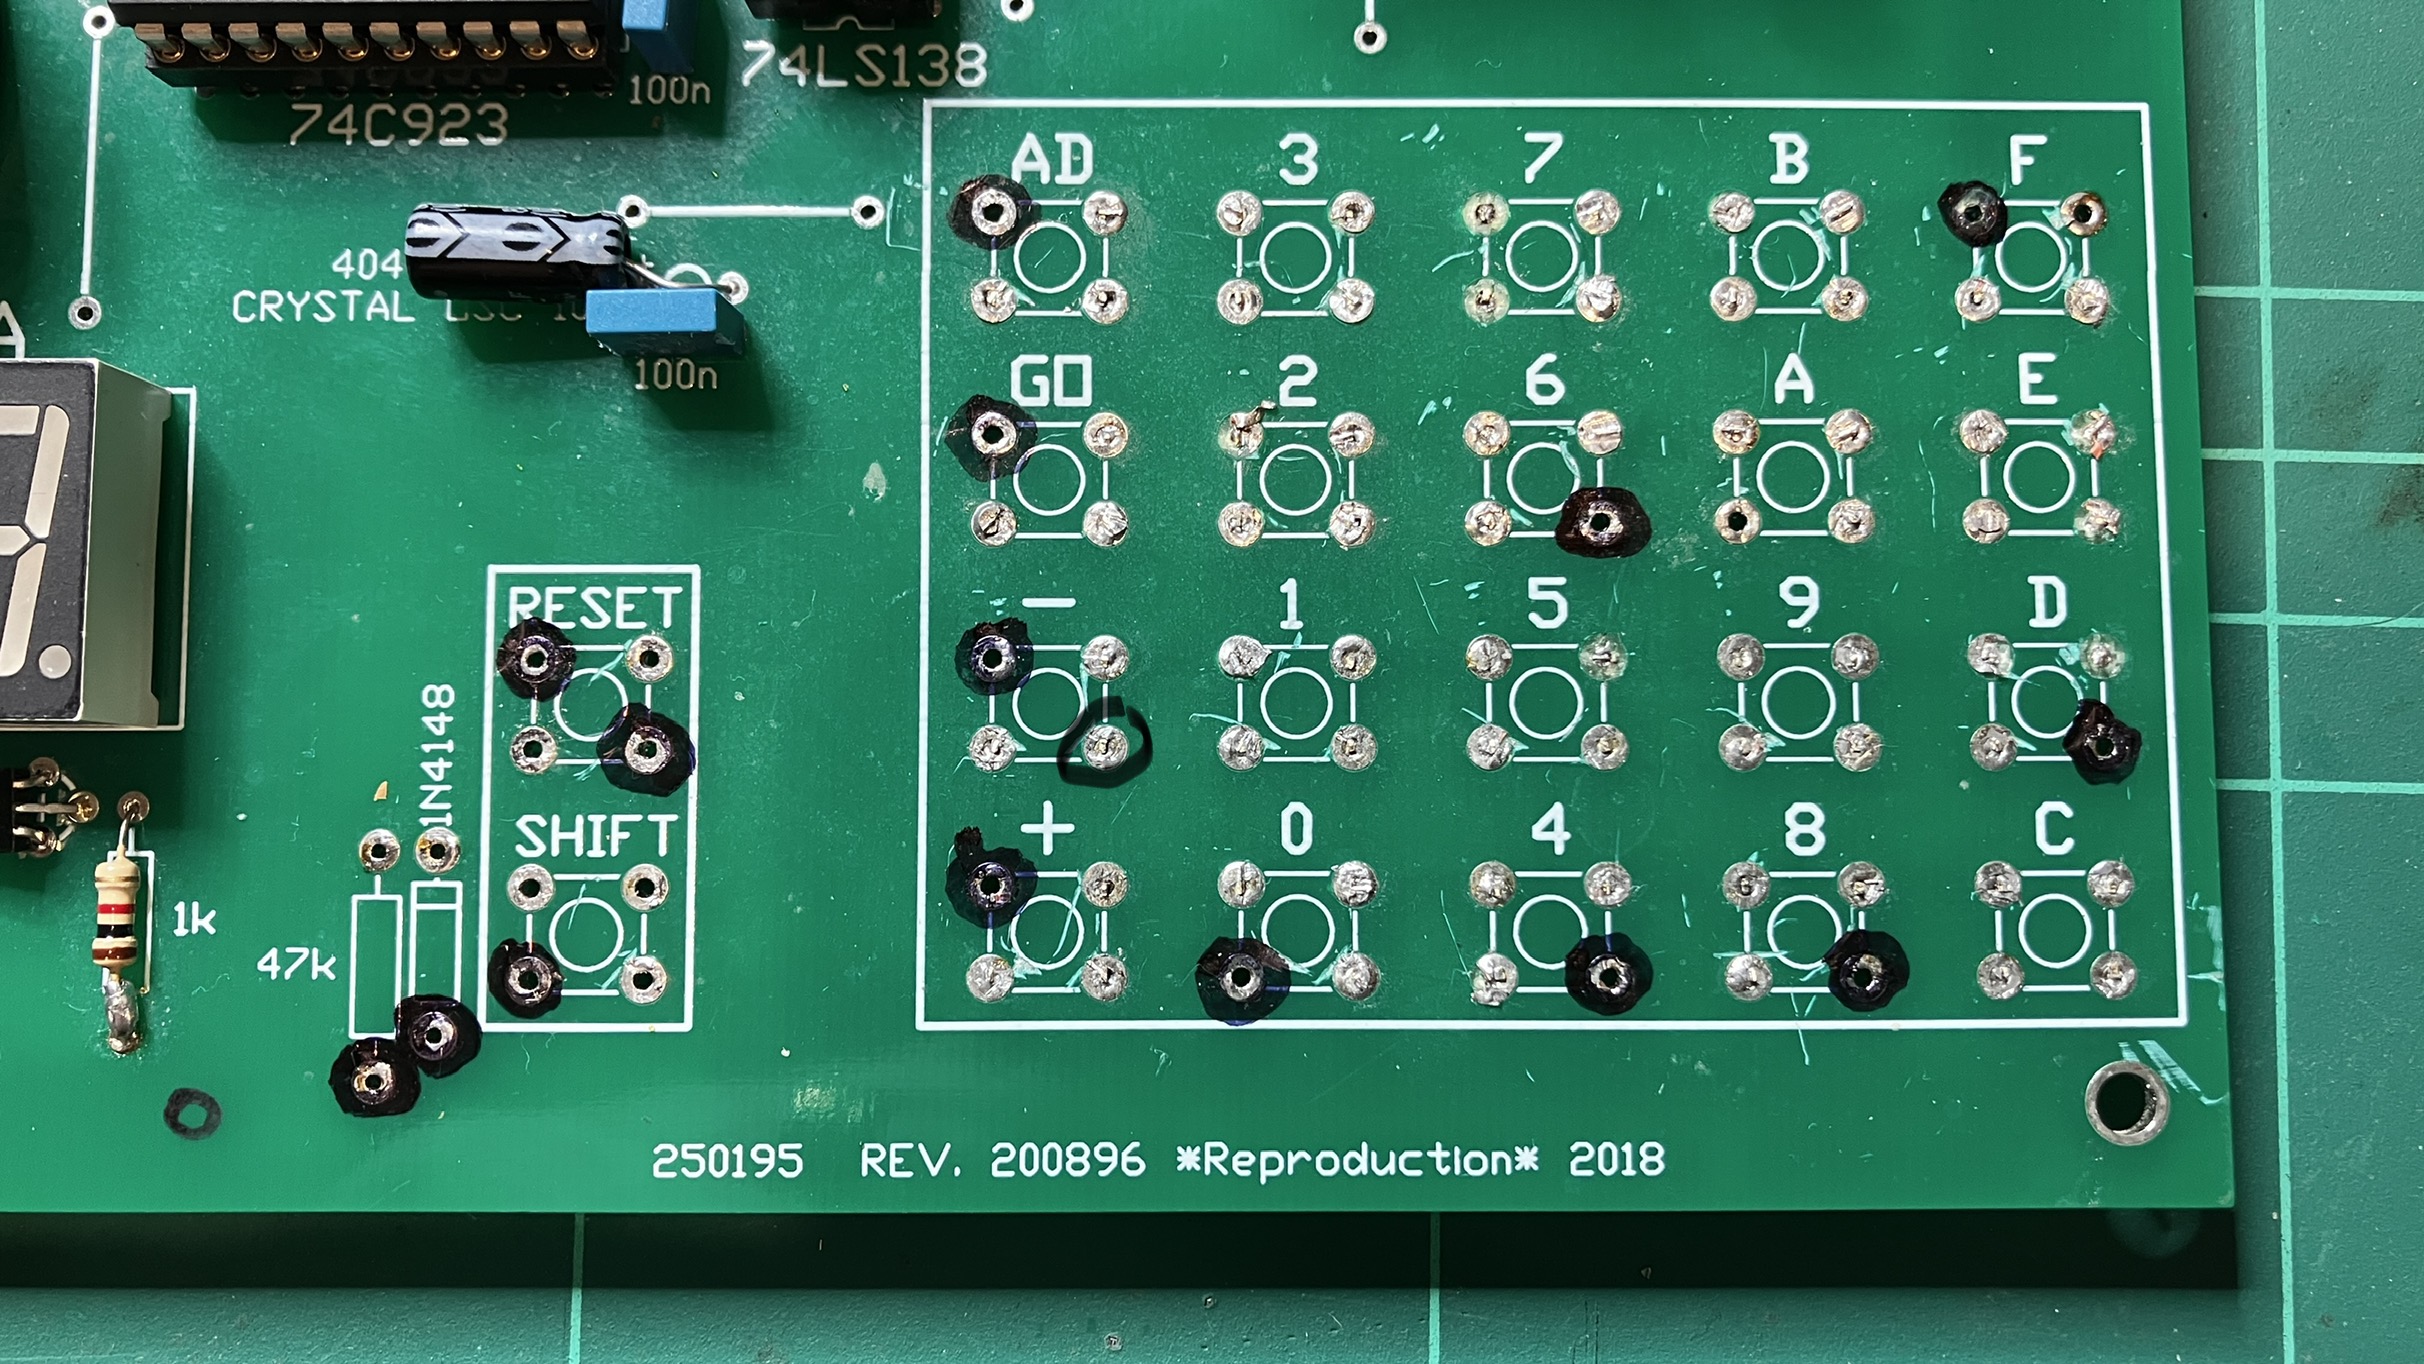 74LS138
100n
74C923
404
CRYSTAL
100n
AD 3 7 B F
GO 2 6 A E
RESET
- 1 5 9 D
1N4148
SHIFT
+ 0 4 8 C
1k
47k
250195 REV. 200896 *Reproduction* 2018